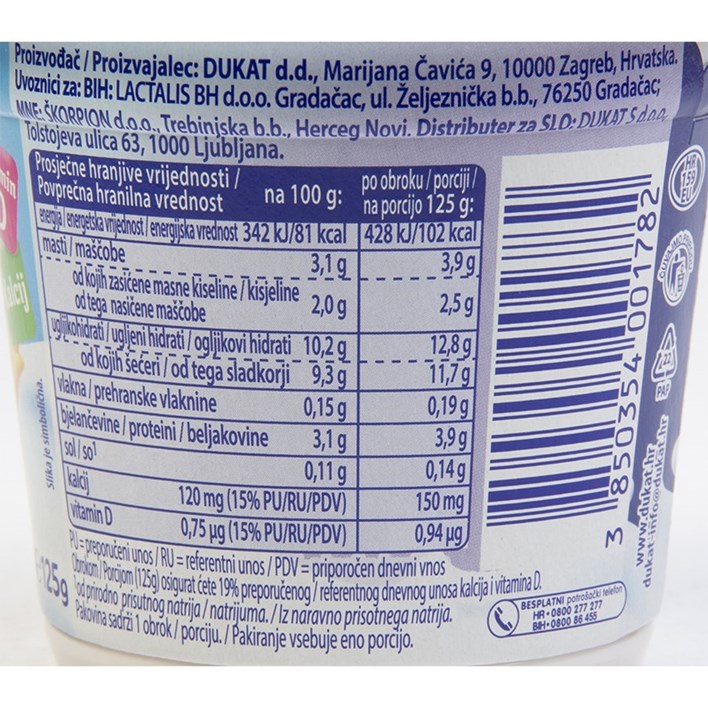 Proizvođač / Proizvajalec: DUKAT d.d., Marijana Čavića 9, 10000 Zagreb, Hrvatska.
Uvoznici za: BIH: LACTALIS BH d.o.o. Gradačac, ul. Željeznička b.b., 76250 Gradačac;
MNE: ŠKORPION d.o.o., Trebinjska b.b., Herceg Novi. Distributer za SLO: DUKAT S d.o.o.
Tolstojeva ulica 63, 1000 Ljubljana.
Prosječne hranjive vrijednosti / Povprečna hranilna vrednost na 100 g: po obroku / porciji / na porcijo 125 g:
energija / energetska vrijednost / energijska vrednost 342 kJ/81 kcal 428 kJ/102 kcal
masti / maščobe 3,1 g 3,9 g
od kojih zasićene masne kiseline / kisjeline
od tega nasičene maščobe 2,0 g 2,5 g
ugljikohidrati / ugljeni hidrati / ogljikovi hidrati 10,2 g 12,8 g
od kojih šećeri / od tega sladkorji 9,3 g 11,7 g
vlakna / prehranske vlaknine 0,15 g 0,19 g
bjelančevine / proteini / beljakovine 3,1 g 3,9 g
sol / so¹ 0,11 g 0,14 g
kalcij 120 mg (15% PU/RU/PDV) 150 mg
vitamin D 0,75 µg (15% PU/RU/PDV) 0,94 µg
PU = preporučeni unos / RU = referentni unos / PDV = priporočen dnevni vnos
Obrokom / Porcijom (125g) osigurat ćete 19% preporučenog / referentnog dnevnog unosa kalcija i vitamina D.
¹od prirodno prisutnog natrija / natrijuma. / Iz naravno prisotnega natrija.
Pakovina sadrži 1 obrok / porciju. / Pakiranje vsebuje eno porcijo.
Slika je simbolična.
125g
3 850354 001782
www.dukat.hr
dukat-info@dukat.hr
BESPLATNI potrošački telefon
HR • 0800 277 277
BIH • 0800 86 455
HR
159
EU
22
PAP
D